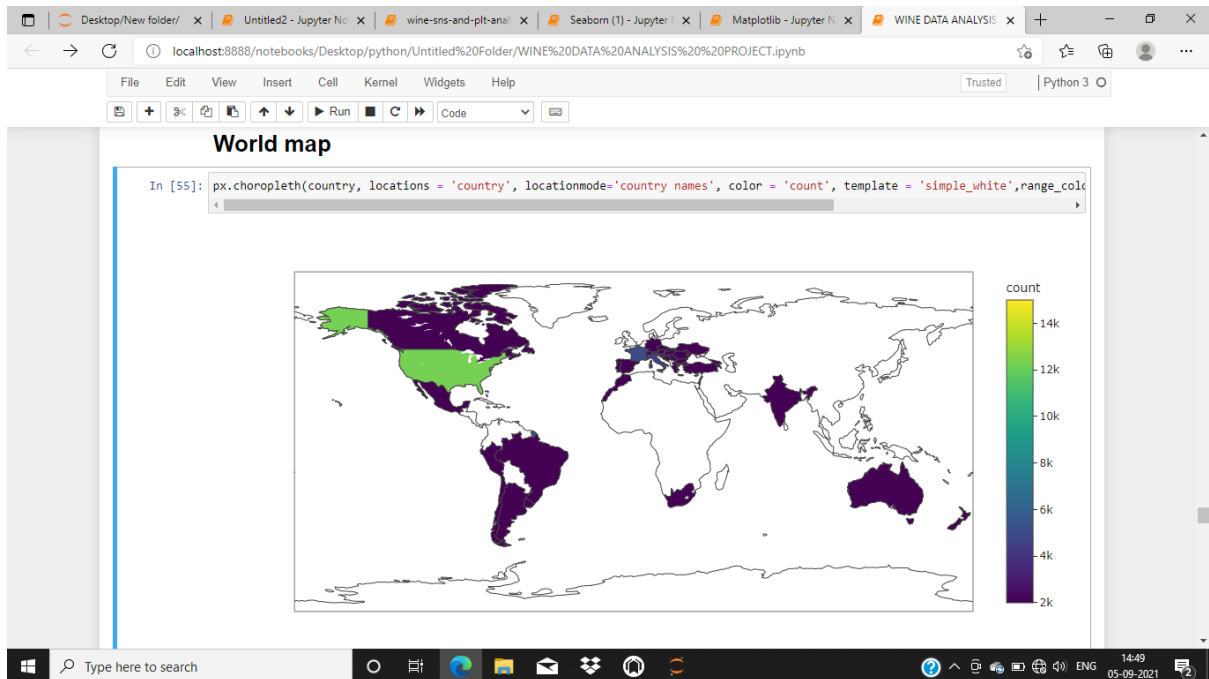 Desktop/New folder/
Untitled2 - Jupyter No
wine-sns-and-plt-anal
Seaborn (1) - Jupyter
Matplotlib - Jupyter N
WINE DATA ANALYSIS
localhost:8888/notebooks/Desktop/python/Untitled%20Folder/WINE%20DATA%20ANALYSIS%20%20PROJECT.ipynb
File Edit View Insert Cell Kernel Widgets Help
Trusted
Python 3
Run
Code
World map
In [55]: px.choropleth(country, locations = 'country', locationmode='country names', color = 'count', template = 'simple_white',range_colo
count
14k
12k
10k
8k
6k
4k
2k
Type here to search
ENG
14:49
05-09-2021
2